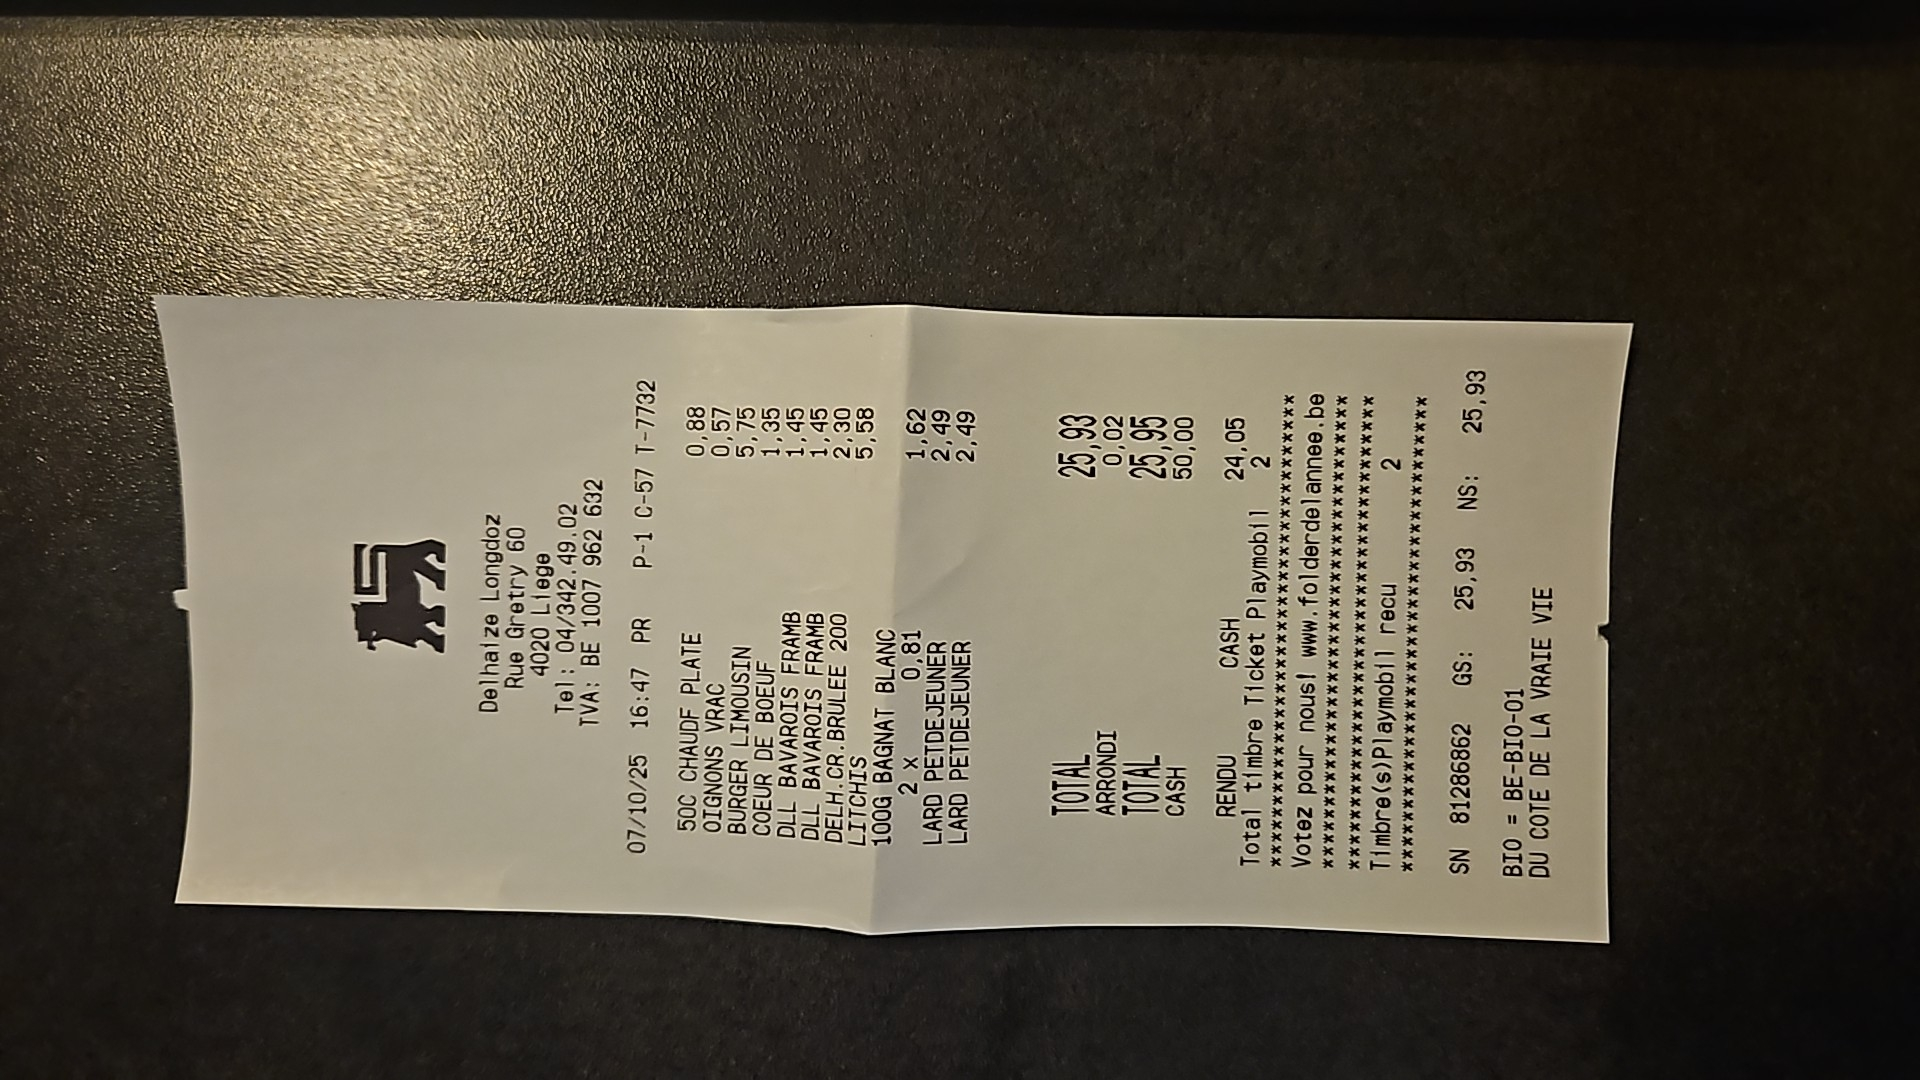 Delhaize Longdoz
Rue Gretry 60
4020 Liege
Tel: 04/342.49.02
TVA: BE 1007 962 632
07/10/25 16:47 PR P-1 C-57 T-7732
50C CHAUDF PLATE 0,88
OIGNONS VRAC 0,57
BURGER LIMOUSIN 5,75
COEUR DE BOEUF 1,35
DLL BAVAROIS FRAMB 1,45
DLL BAVAROIS FRAMB 1,45
DELH.CR.BRULEE 200 2,30
LITCHIS 5,58
100G BAGNAT BLANC
2 x 0,81 1,62
LARD PETDEJEUNER 2,49
LARD PETDEJEUNER 2,49
TOTAL 25,93
ARRONDI 0,02
TOTAL 25,95
CASH 50,00
RENDU CASH 24,05
Total timbre Ticket Playmobil 2
****************************************
Votez pour nous! www.folderdelannee.be
****************************************
****************************************
Timbre(s)Playmobil recu 2
****************************************
SN 81286862 GS: 25,93 NS: 25,93
BIO = BE-BIO-01
DU COTE DE LA VRAIE VIE